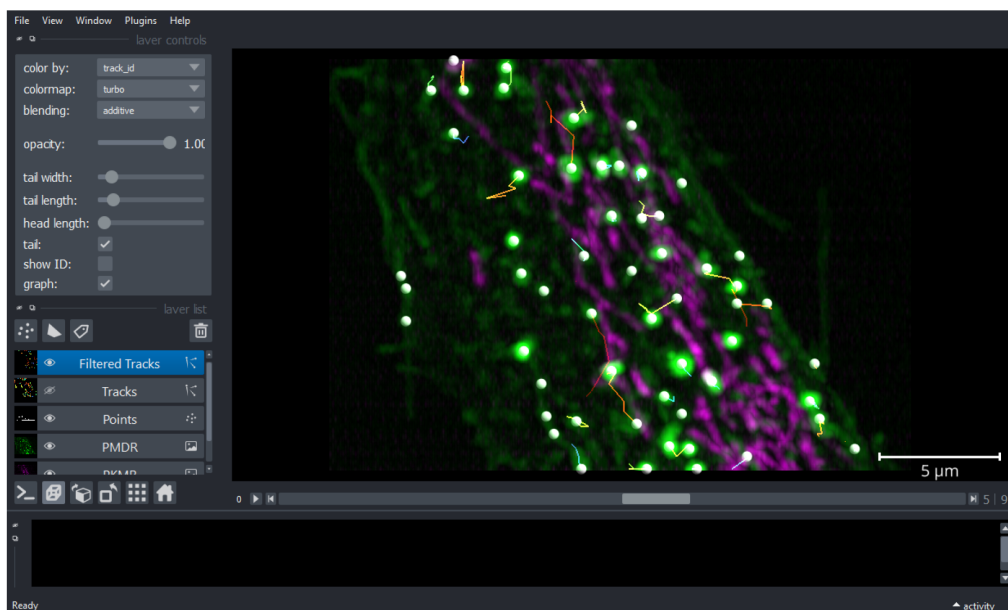 File View Window Plugins Help
layer controls
color by: track_id
colormap: turbo
blending: additive
opacity: 1.00
tail width:
tail length:
head length:
tail:
show ID:
graph:
layer list
Filtered Tracks
Tracks
Points
PMDR
PKMR
5 μm
0 5 | 9
Ready activity